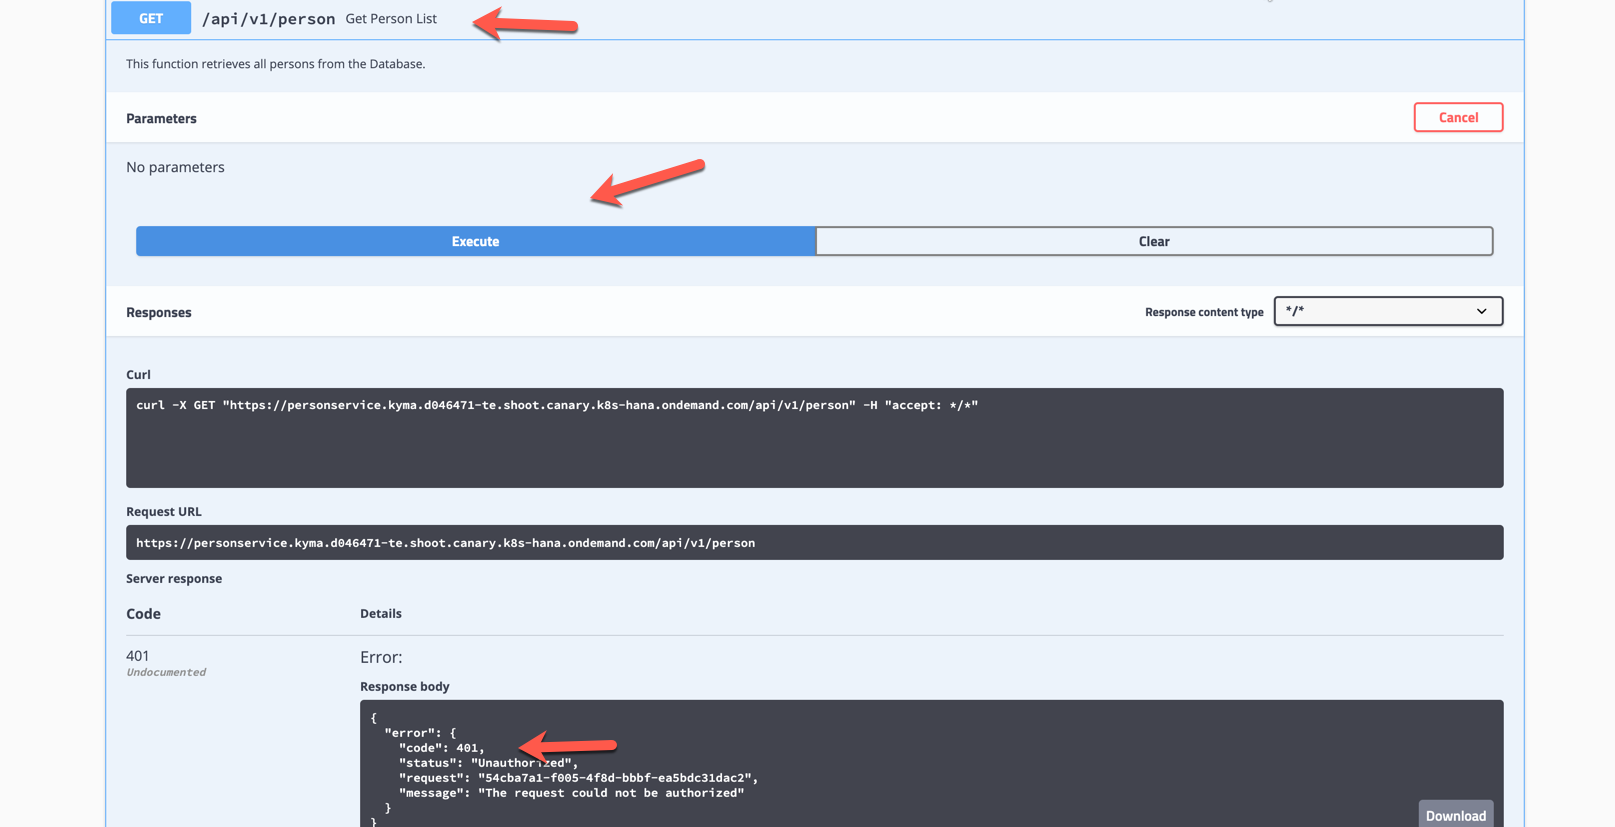 GET /api/v1/person Get Person List
This function retrieves all persons from the Database.
Parameters
Cancel
No parameters
Execute
Clear
Responses
Response content type
*/*
Curl
curl -X GET "https://personservice.kyma.d046471-te.shoot.canary.k8s-hana.ondemand.com/api/v1/person" -H "accept: */*"
Request URL
https://personservice.kyma.d046471-te.shoot.canary.k8s-hana.ondemand.com/api/v1/person
Server response
Code
Details
401
Undocumented
Error:
Response body
{
"error": {
"code": 401,
"status": "Unauthorized",
"request": "54cba7a1-f005-4f8d-bbbf-ea5bdc31dac2",
"message": "The request could not be authorized"
}
}
Download